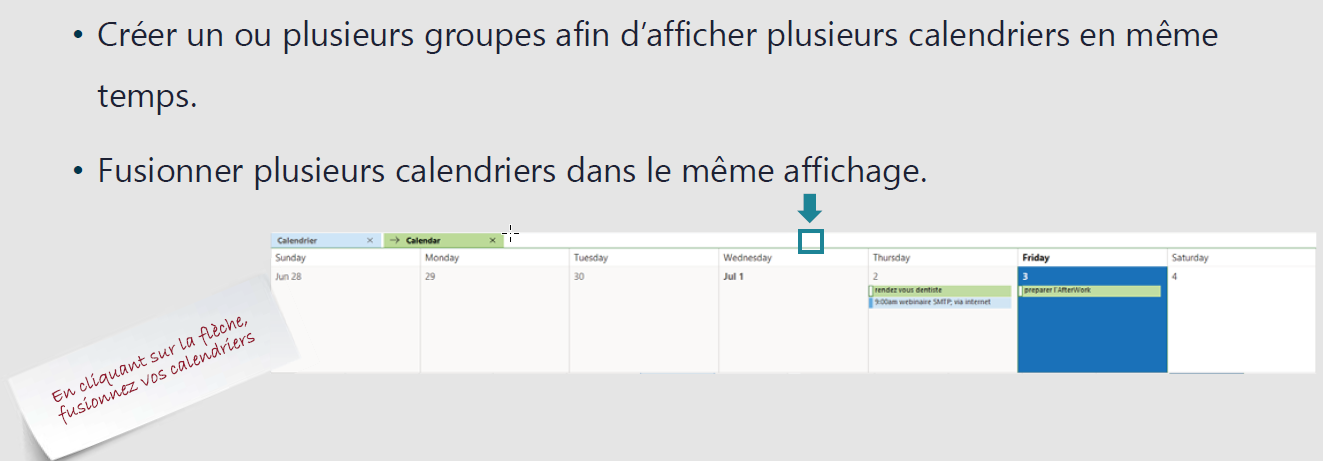 • Créer un ou plusieurs groupes afin d’afficher plusieurs calendriers en même
temps.
• Fusionner plusieurs calendriers dans le même affichage.
Calendrier × → Calendar ×
Sunday Monday Tuesday Wednesday Thursday Friday Saturday
Jun 28 29 30 Jul 1 2 3 4
rendez vous dentiste preparer l'AfterWork
9:00am webinaire SMTP; via internet
En cliquant sur la flèche,
fusionnez vos calendriers